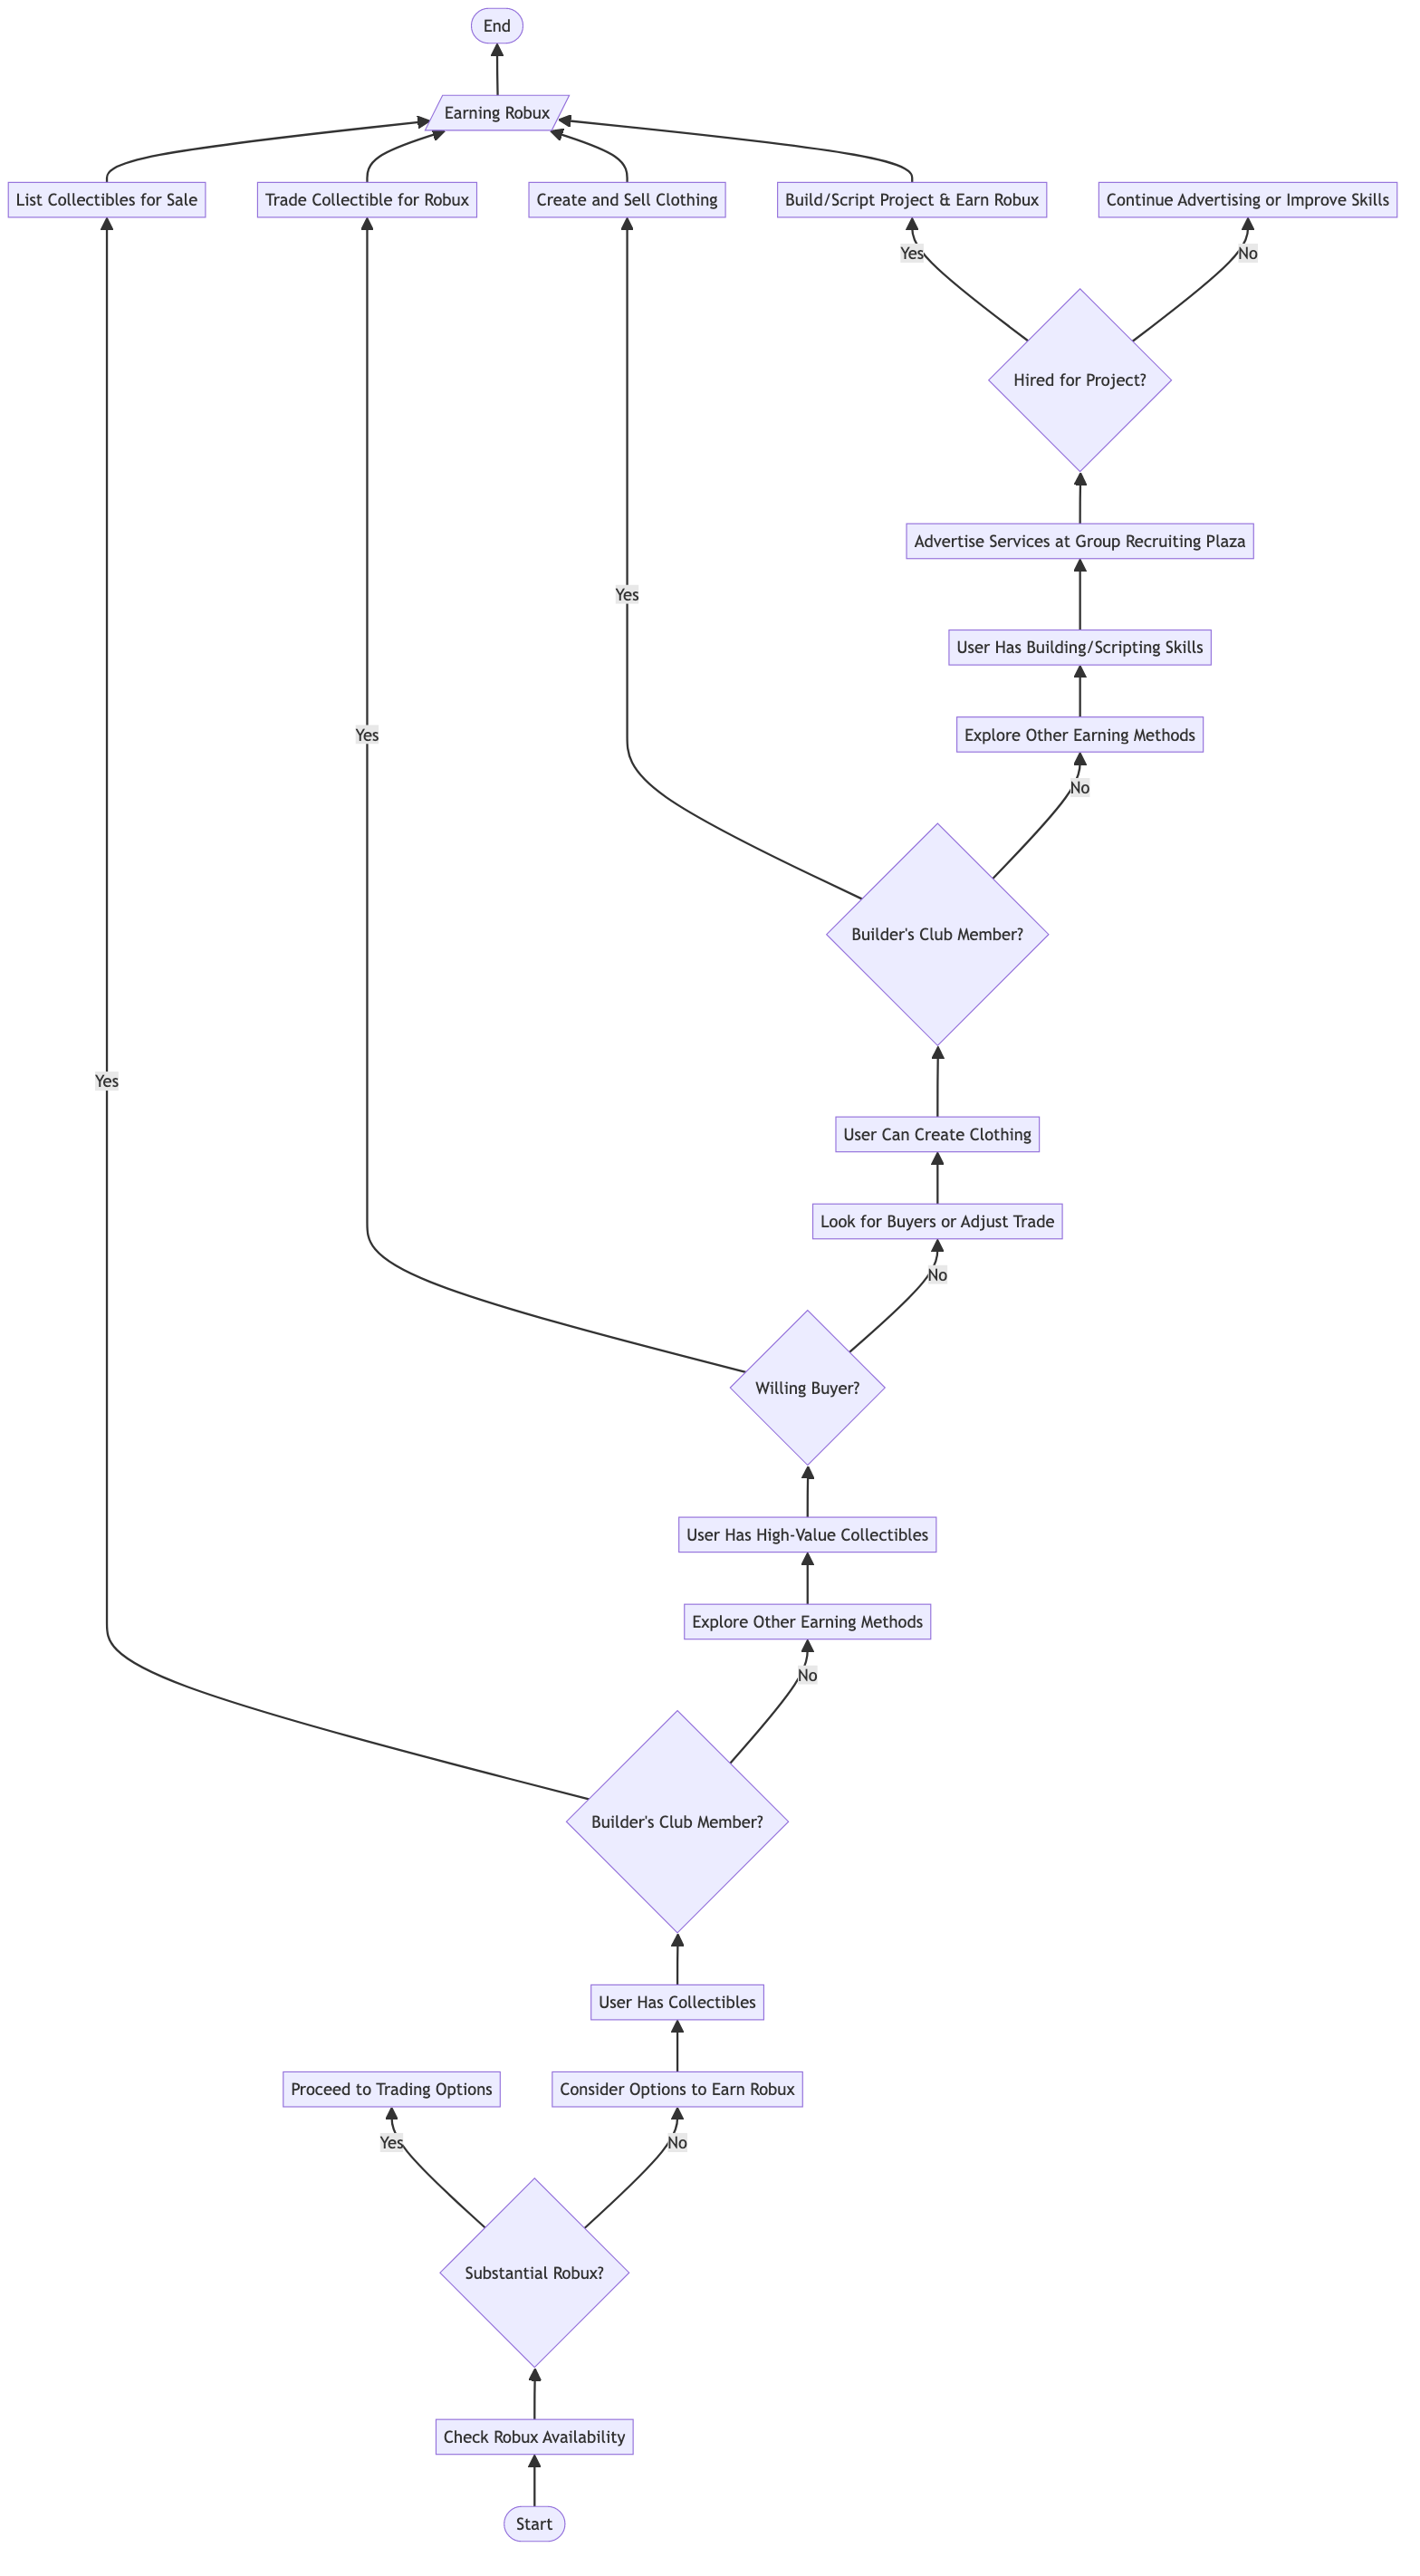 End
Earning Robux
List Collectibles for Sale
Trade Collectible for Robux
Create and Sell Clothing
Build/Script Project & Earn Robux
Continue Advertising or Improve Skills
Yes
No
Hired for Project?
Advertise Services at Group Recruiting Plaza
Yes
User Has Building/Scripting Skills
Yes
Explore Other Earning Methods
No
Builder's Club Member?
Yes
User Can Create Clothing
Look for Buyers or Adjust Trade
No
Willing Buyer?
User Has High-Value Collectibles
Explore Other Earning Methods
No
Builder's Club Member?
User Has Collectibles
Proceed to Trading Options
Consider Options to Earn Robux
Yes
No
Substantial Robux?
Check Robux Availability
Start